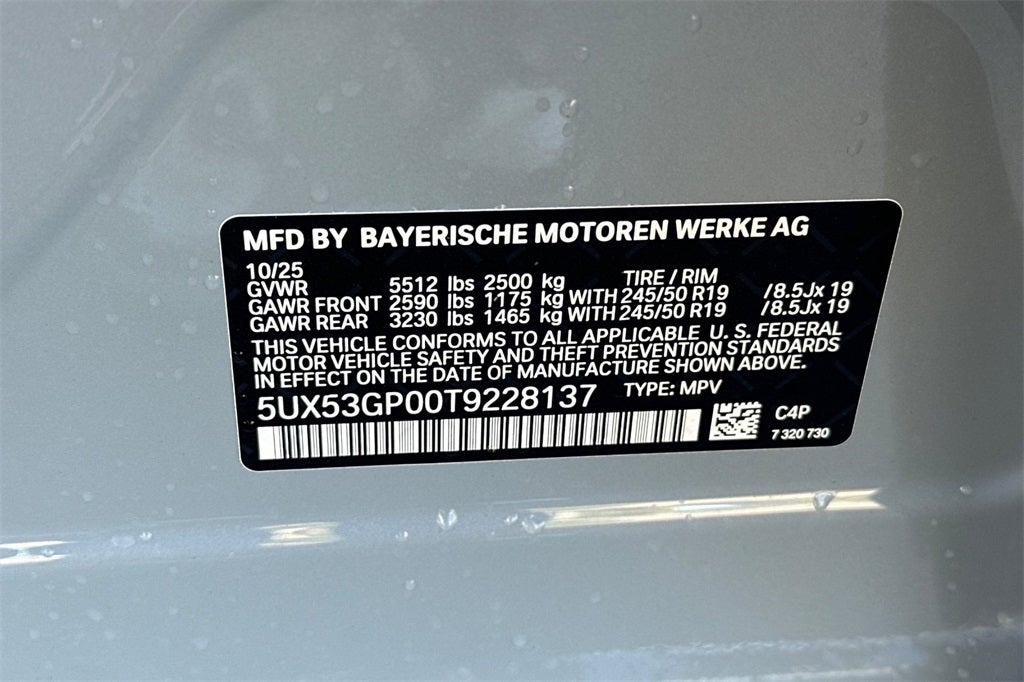 MFD BY BAYERISCHE MOTOREN WERKE AG
10/25 TIRE / RIM
GVWR 5512 lbs 2500 kg
GAWR FRONT 2590 lbs 1175 kg WITH 245/50 R19 /8.5Jx 19
GAWR REAR 3230 lbs 1465 kg WITH 245/50 R19 /8.5Jx 19
THIS VEHICLE CONFORMS TO ALL APPLICABLE U. S. FEDERAL
MOTOR VEHICLE SAFETY AND THEFT PREVENTION STANDARDS
IN EFFECT ON THE DATE OF MANUFACTURE SHOWN ABOVE.
5UX53GP00T9228137 TYPE: MPV
C4P
7 320 730